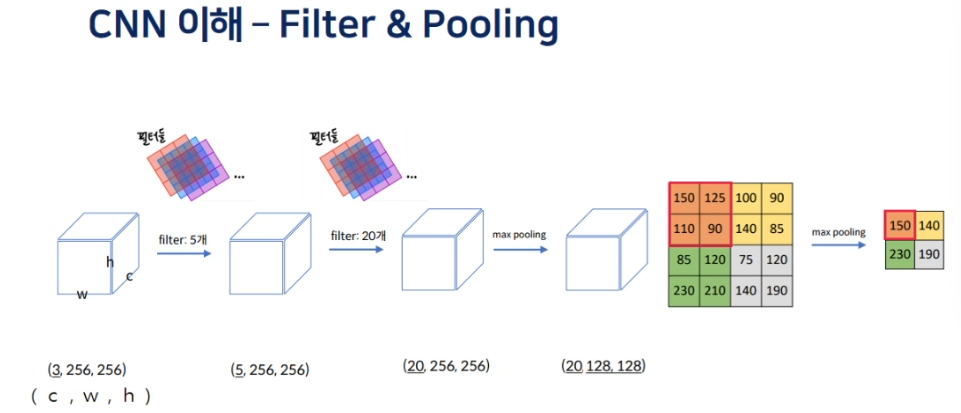 CNN 이해 – Filter & Pooling
필터들
...
필터들
...
h
c
w
filter: 5개
filter: 20개
max pooling
150 125 100 90
110 90 140 85
85 120 75 120
230 210 140 190
max pooling
150 140
230 190
(3, 256, 256)
(5, 256, 256)
(20, 256, 256)
(20 128, 128)
( c , w , h )